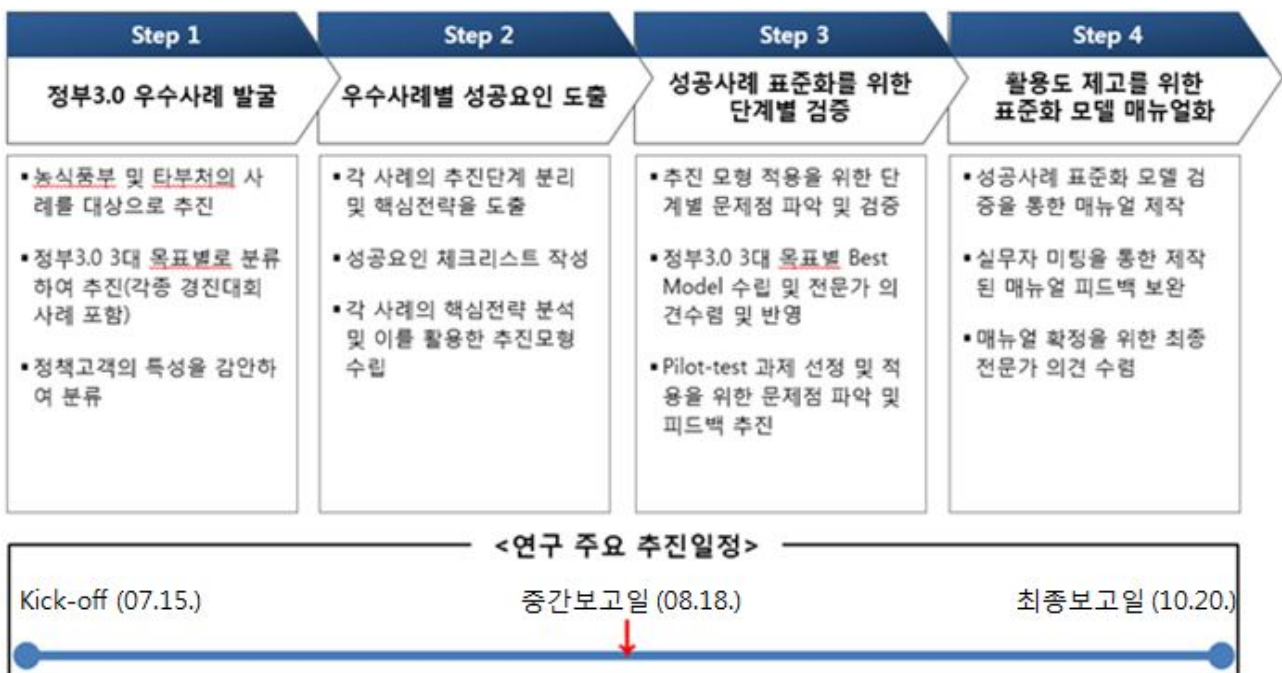 Step 1
정부3.0 우수사례 발굴
▪농식품부 및 타부처의 사
례를 대상으로 추진
▪정부3.0 3대 목표별로 분류
하여 추진(각종 경진대회
사례 포함)
▪정책고객의 특성을 감안하
여 분류
Step 2
우수사례별 성공요인 도출
▪각 사례의 추진단계 분리
및 핵심전략을 도출
▪성공요인 체크리스트 작성
▪각 사례의 핵심전략 분석
및 이를 활용한 추진모형
수립
Step 3
성공사례 표준화를 위한
단계별 검증
▪추진 모형 적용을 위한 단
계별 문제점 파악 및 검증
▪정부3.0 3대 목표별 Best
Model 수립 및 전문가 의
견수렴 및 반영
▪Pilot-test 과제 선정 및 적
용을 위한 문제점 파악 및
피드백 추진
Step 4
활용도 제고를 위한
표준화 모델 매뉴얼화
▪성공사례 표준화 모델 검
증을 통한 매뉴얼 제작
▪실무자 미팅을 통한 제작
된 매뉴얼 피드백 보완
▪매뉴얼 확정을 위한 최종
전문가 의견 수렴
<연구 주요 추진일정>
Kick-off (07.15.)
중간보고일 (08.18.)
최종보고일 (10.20.)